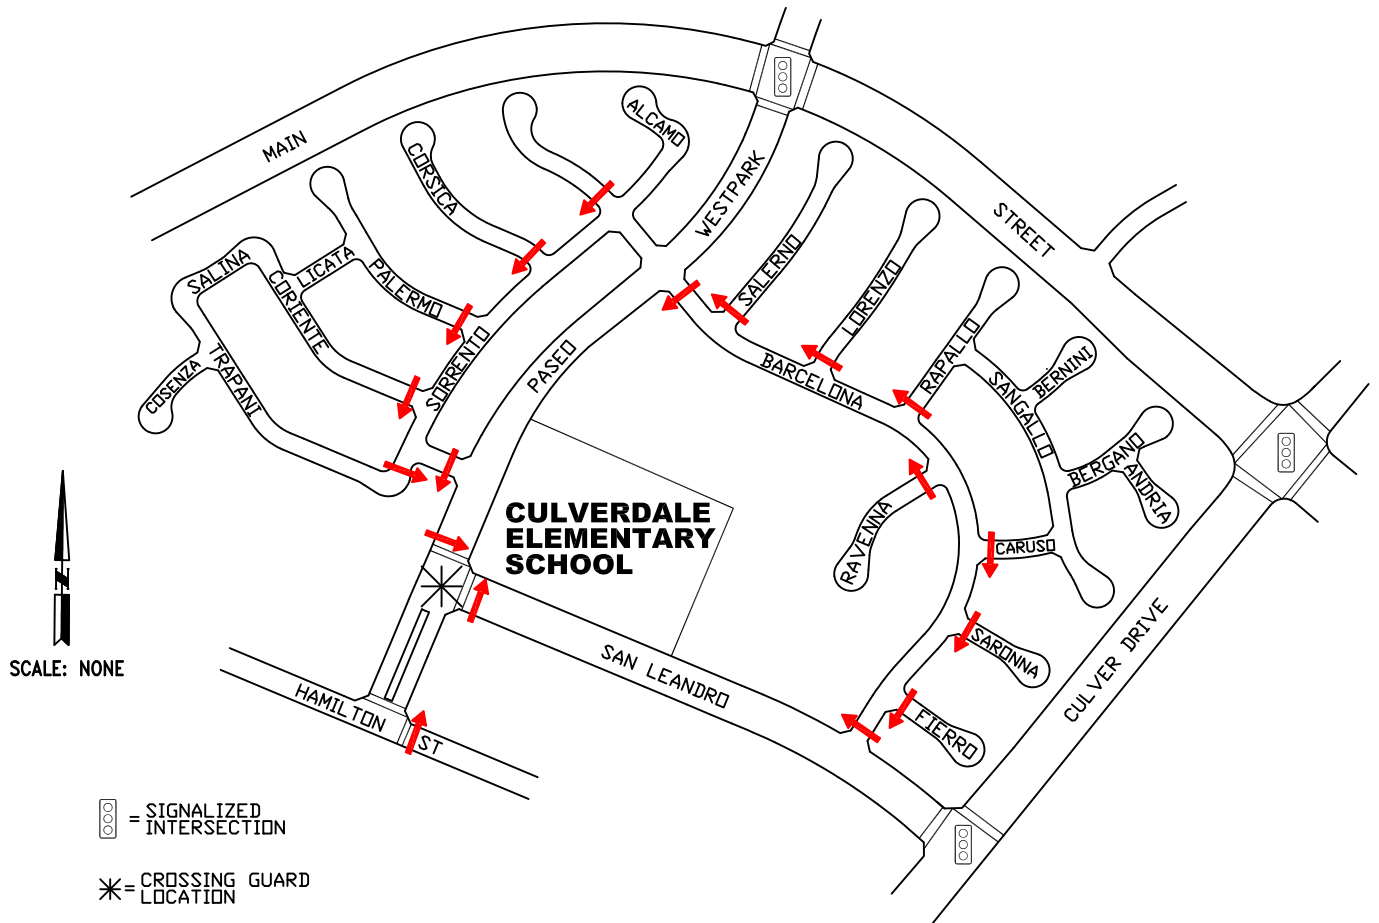 ALCAMO
MAIN
CORSICA
WESTPARK
STREET
SALINA
LICATA
PALERMO
CORIENTE
SALERNO
LORENZO
SORRENTO
PASEO
BARCELONA
RAPALLO
SANGALLO
BERNINI
COSENZA
TRAPANI
BERGANO
ANDRIA
CULVERDALE
ELEMENTARY
SCHOOL
RAVENNA
CARUSO
N
SCALE: NONE
SARONNA
CULVER DRIVE
SAN LEANDRO
HAMILTON ST
FIERRO
= SIGNALIZED
INTERSECTION
= CROSSING GUARD
LOCATION